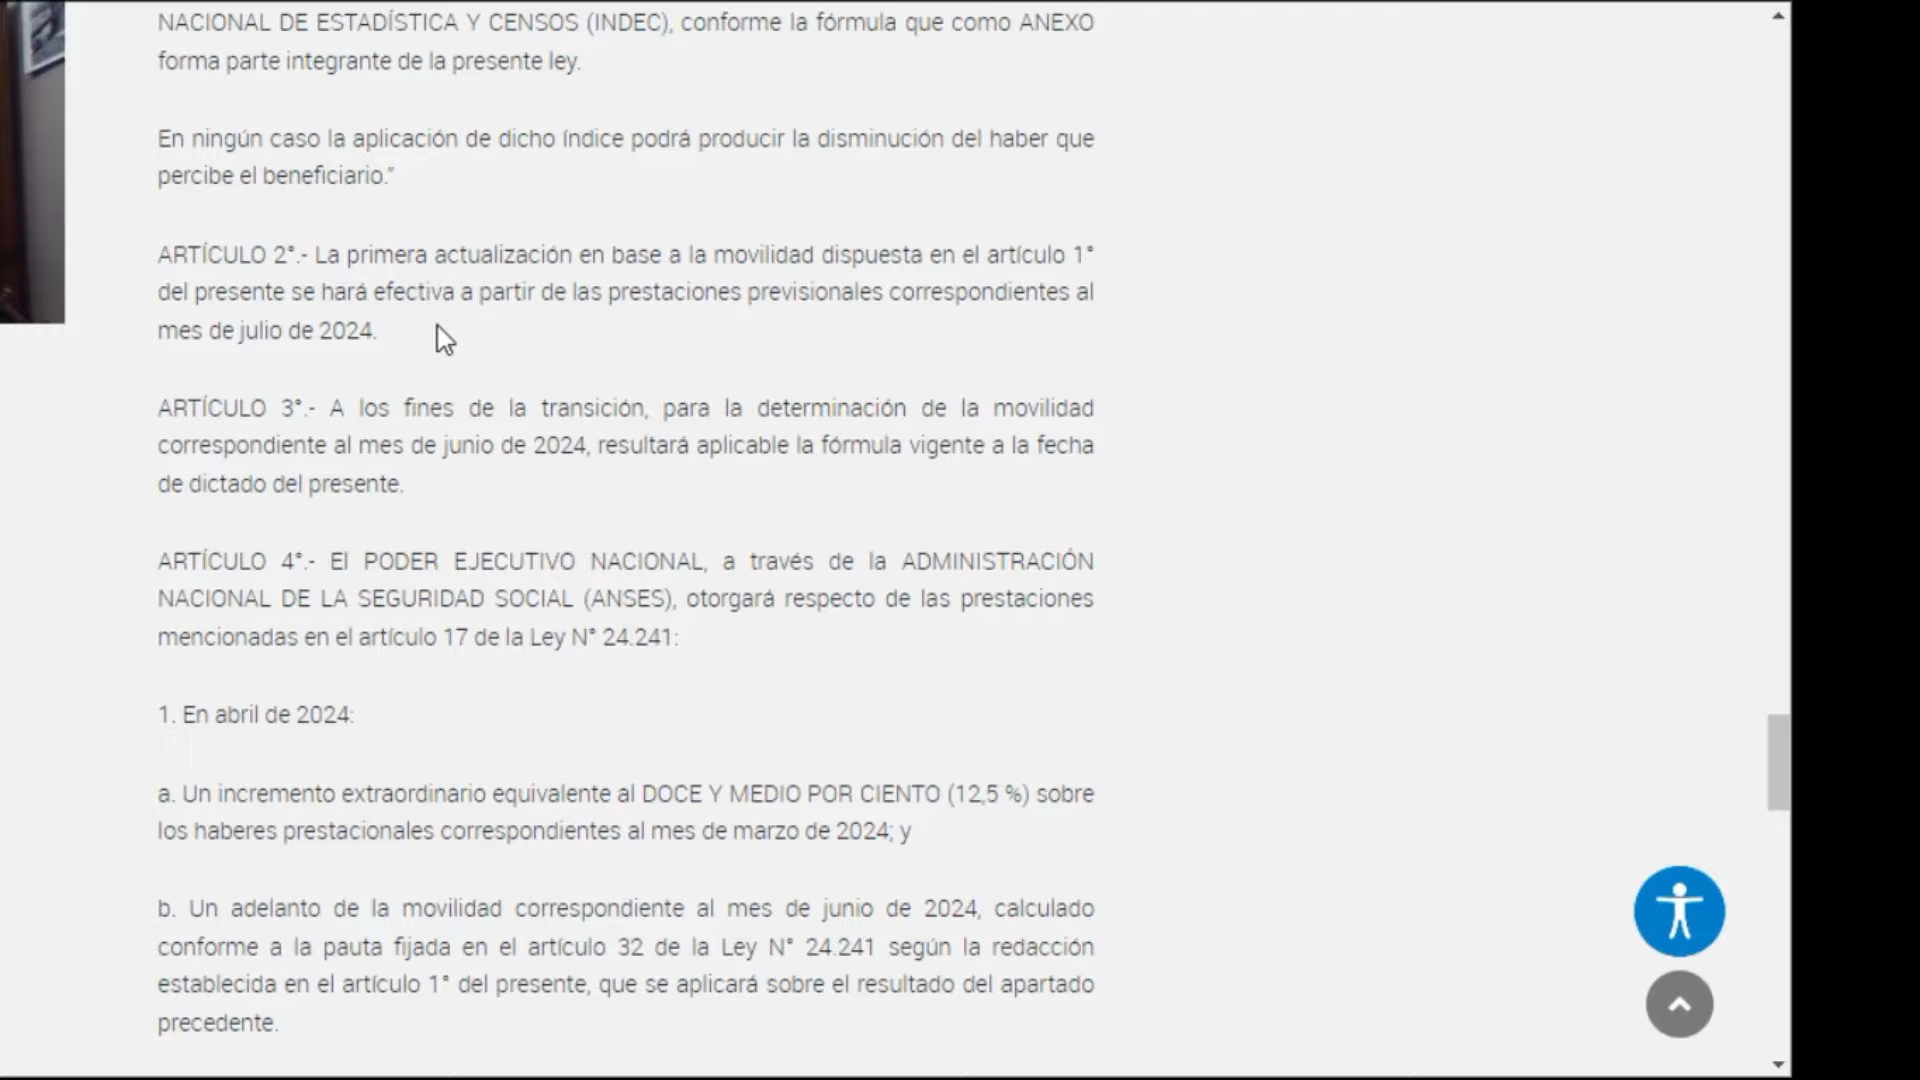 NACIONAL DE ESTADÍSTICA Y CENSOS (INDEC), conforme la fórmula que como ANEXO
forma parte integrante de la presente ley.
En ningún caso la aplicación de dicho índice podrá producir la disminución del haber que
percibe el beneficiario."
ARTÍCULO 2°.- La primera actualización en base a la movilidad dispuesta en el artículo 1°
del presente se hará efectiva a partir de las prestaciones previsionales correspondientes al
mes de julio de 2024.
ARTÍCULO 3°.- A los fines de la transición, para la determinación de la movilidad
correspondiente al mes de junio de 2024, resultará aplicable la fórmula vigente a la fecha
de dictado del presente.
ARTÍCULO 4°.- El PODER EJECUTIVO NACIONAL, a través de la ADMINISTRACIÓN
NACIONAL DE LA SEGURIDAD SOCIAL (ANSES), otorgará respecto de las prestaciones
mencionadas en el artículo 17 de la Ley N° 24.241:
1. En abril de 2024:
a. Un incremento extraordinario equivalente al DOCE Y MEDIO POR CIENTO (12,5 %) sobre
los haberes prestacionales correspondientes al mes de marzo de 2024; y
b. Un adelanto de la movilidad correspondiente al mes de junio de 2024, calculado
conforme a la pauta fijada en el artículo 32 de la Ley N° 24.241 según la redacción
establecida en el artículo 1° del presente, que se aplicará sobre el resultado del apartado
precedente.